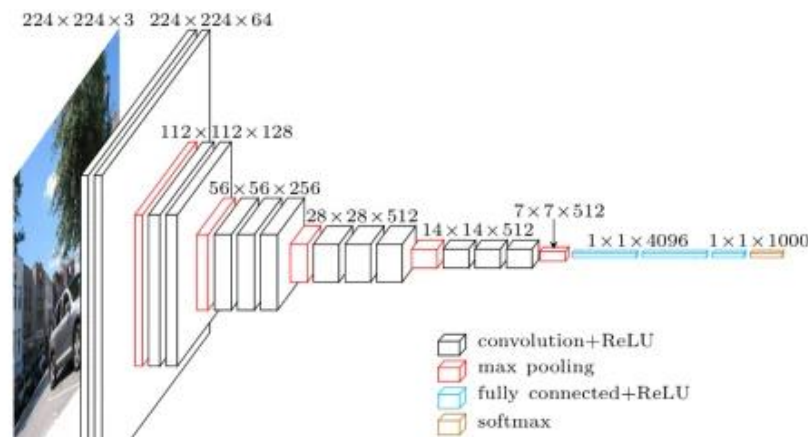 224×224×3
224×224×64
112×112×128
56×56×256
28×28×512
14×14×512
7×7×512
1×1×4096
1×1×1000
convolution+ReLU
max pooling
fully connected+ReLU
softmax